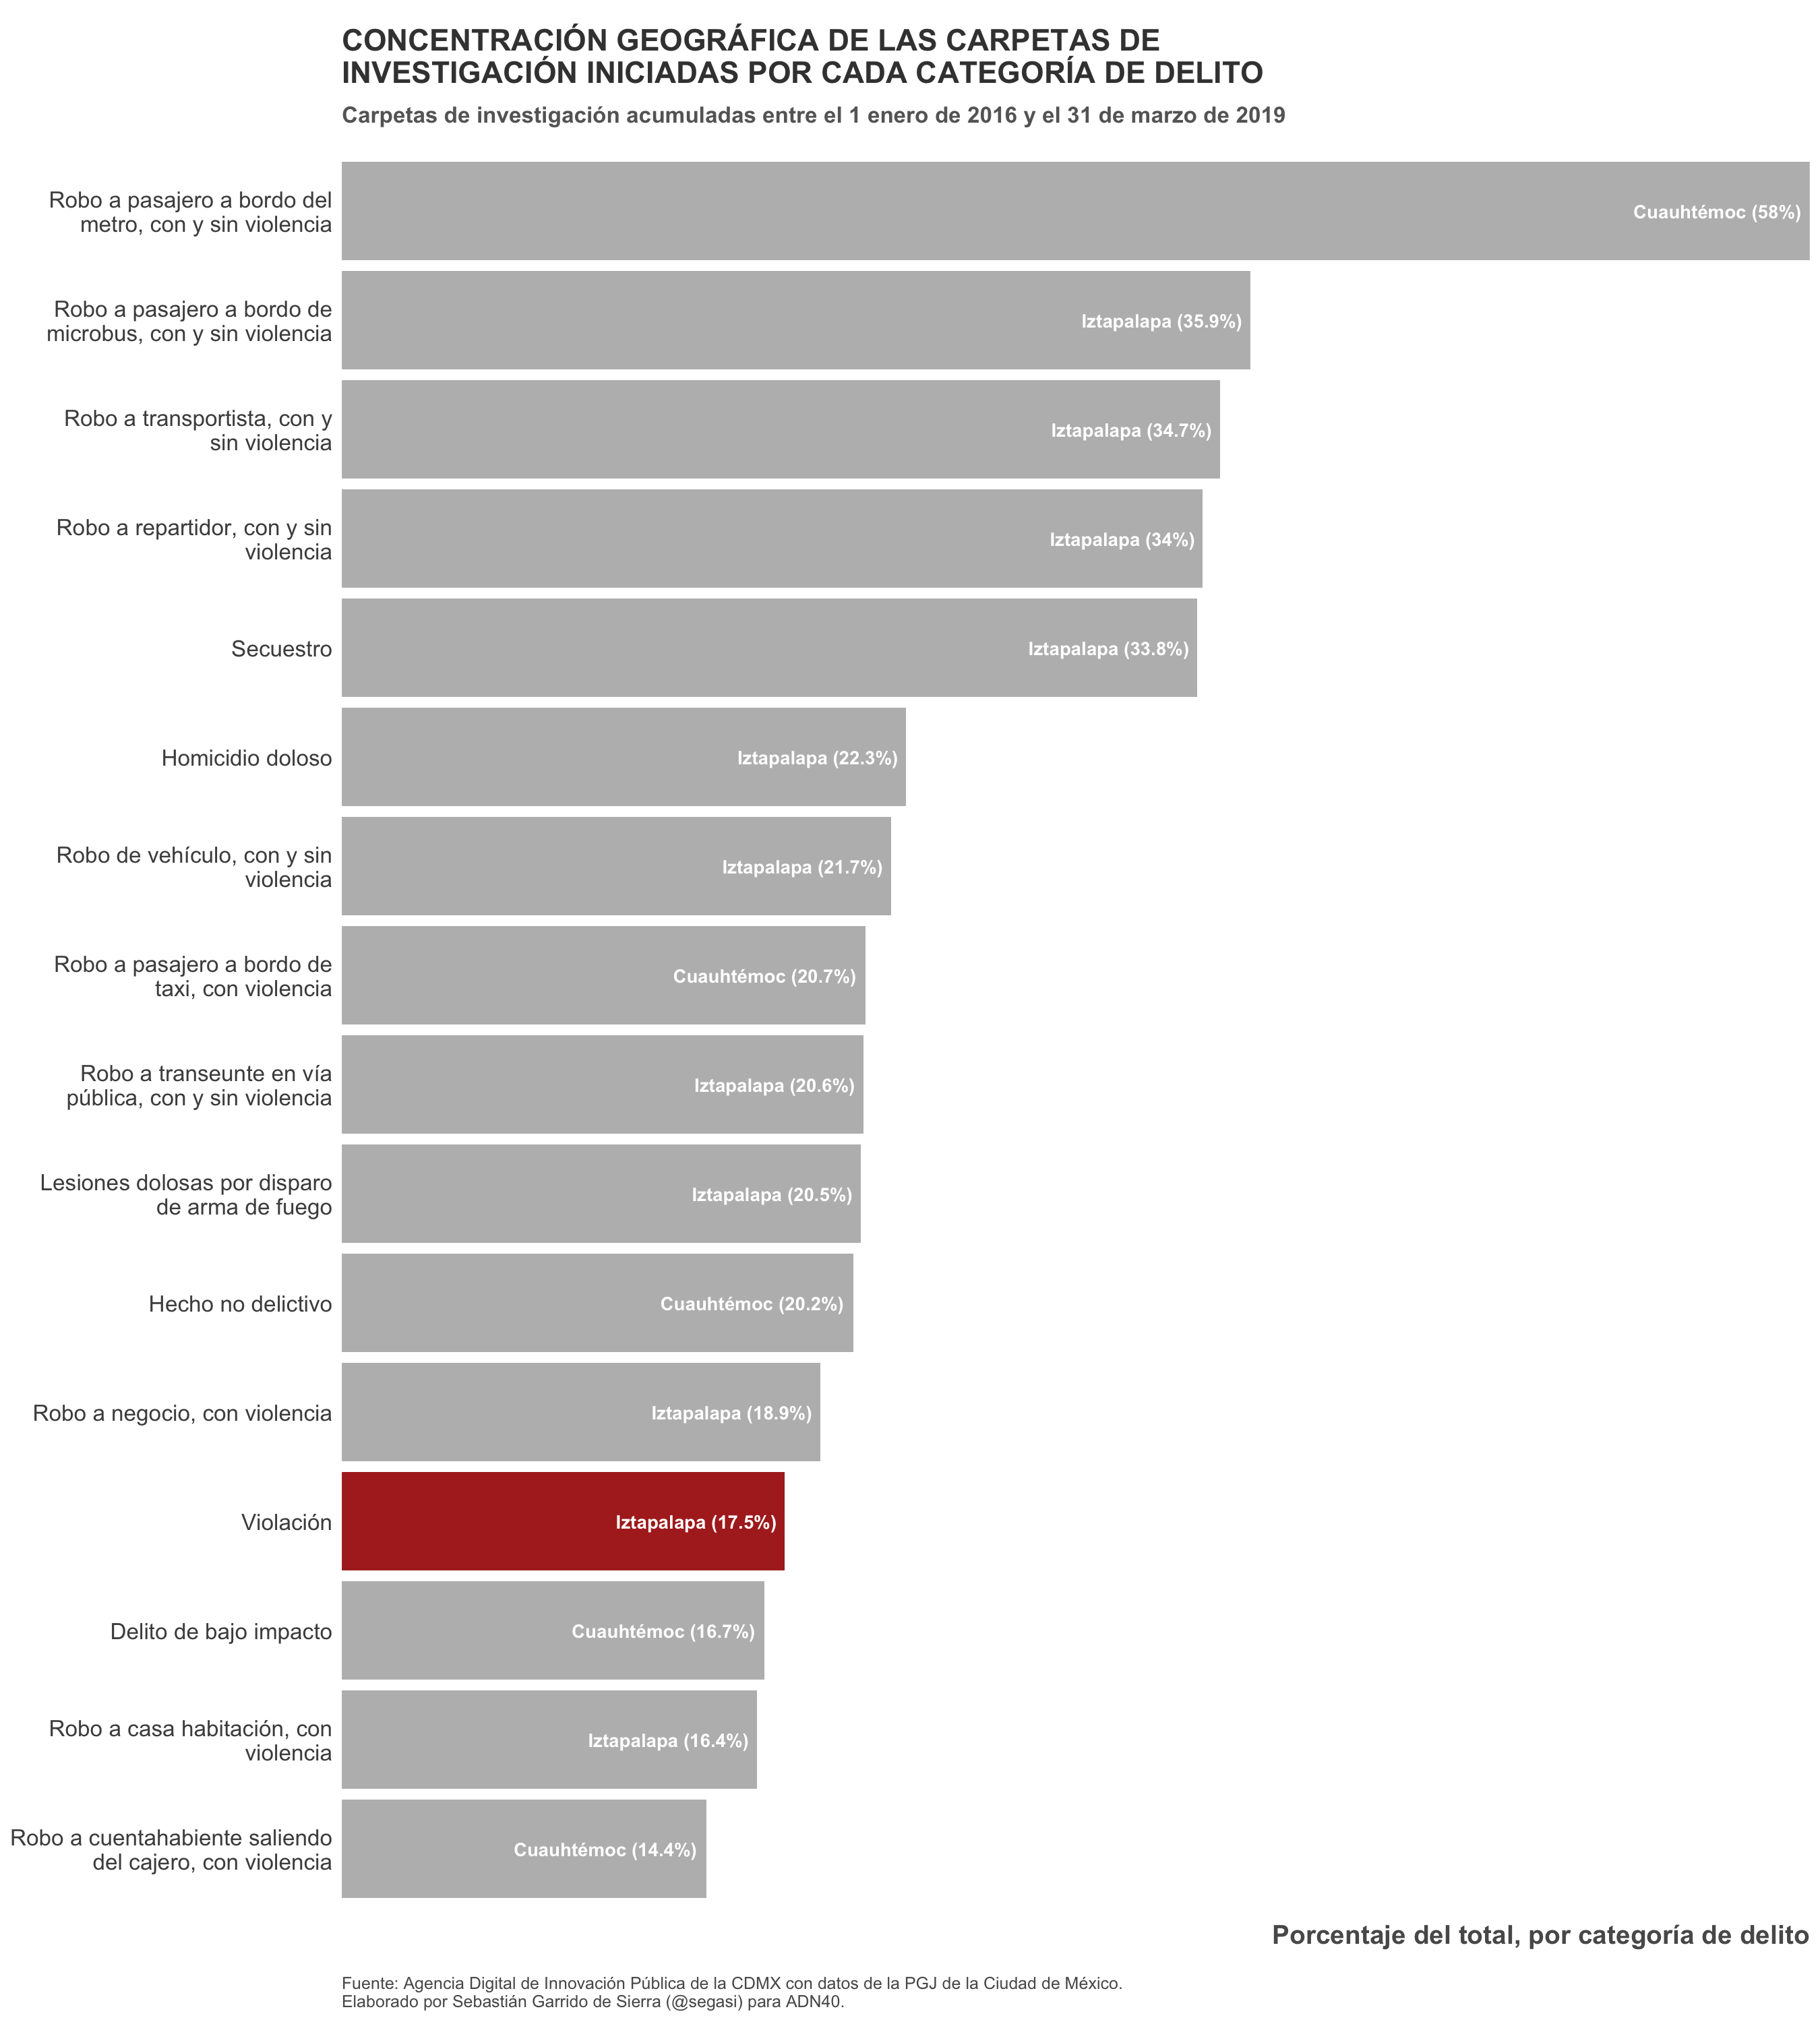 CONCENTRACIÓN GEOGRÁFICA DE LAS CARPETAS DE
INVESTIGACIÓN INICIADAS POR CADA CATEGORÍA DE DELITO
Carpetas de investigación acumuladas entre el 1 enero de 2016 y el 31 de marzo de 2019
Robo a pasajero a bordo del
metro, con y sin violencia
Cuauhtémoc (58%)
Robo a pasajero a bordo de
microbus, con y sin violencia
Iztapalapa (35.9%)
Robo a transportista, con y
sin violencia
Iztapalapa (34.7%)
Robo a repartidor, con y sin
violencia
Iztapalapa (34%)
Secuestro
Iztapalapa (33.8%)
Homicidio doloso
Iztapalapa (22.3%)
Robo de vehículo, con y sin
violencia
Iztapalapa (21.7%)
Robo a pasajero a bordo de
taxi, con violencia
Cuauhtémoc (20.7%)
Robo a transeunte en vía
pública, con y sin violencia
Iztapalapa (20.6%)
Lesiones dolosas por disparo
de arma de fuego
Iztapalapa (20.5%)
Hecho no delictivo
Cuauhtémoc (20.2%)
Robo a negocio, con violencia
Iztapalapa (18.9%)
Violación
Iztapalapa (17.5%)
Delito de bajo impacto
Cuauhtémoc (16.7%)
Robo a casa habitación, con
violencia
Iztapalapa (16.4%)
Robo a cuentahabiente saliendo
del cajero, con violencia
Cuauhtémoc (14.4%)
Porcentaje del total, por categoría de delito
Fuente: Agencia Digital de Innovación Pública de la CDMX con datos de la PGJ de la Ciudad de México.
Elaborado por Sebastián Garrido de Sierra (@segasi) para ADN40.